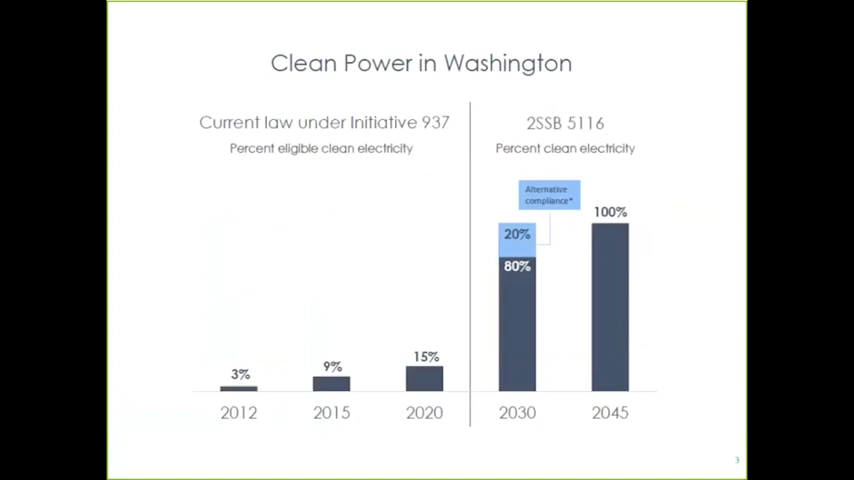 Clean Power in Washington
Current law under Initiative 937
Percent eligible clean electricity
3%
9%
15%
2012
2015
2020
2SSB 5116
Percent clean electricity
Alternative
compliance*
20%
80%
100%
2030
2045
3